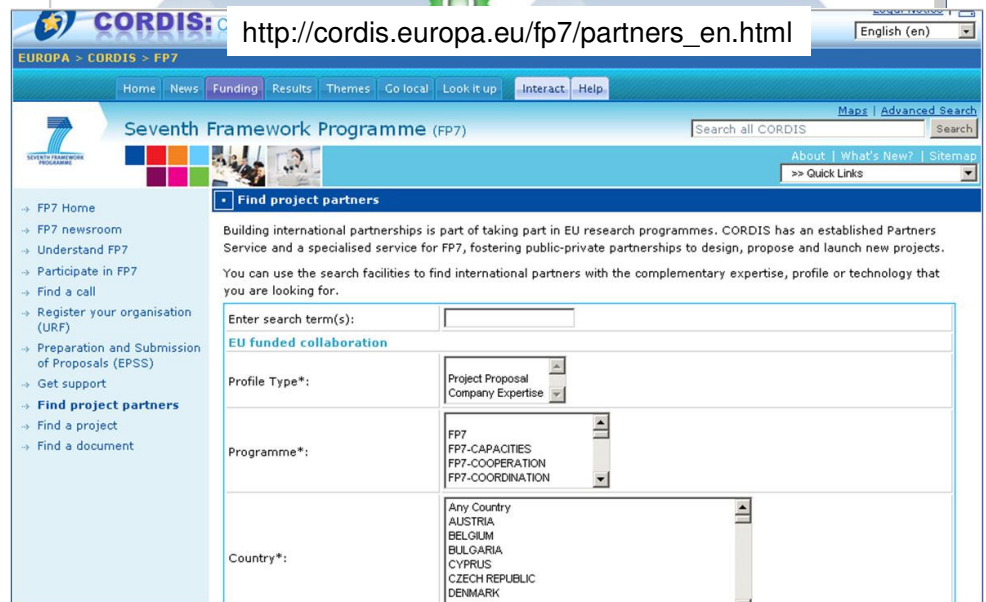 Legal Notice |
CORDIS:
http://cordis.europa.eu/fp7/partners_en.html
English (en)
EUROPA > CORDIS > FP7
Home News Funding Results Themes Go local Look it up Interact Help
Maps | Advanced Search
Seventh Framework Programme (FP7)
Search all CORDIS Search
SEVENTH FRAMEWORK
PROGRAMME
About | What's New? | Sitemap
>> Quick Links
Find project partners
FP7 Home
FP7 newsroom
Understand FP7
Participate in FP7
Find a call
Register your organisation
(URF)
Preparation and Submission
of Proposals (EPSS)
Get support
Find project partners
Find a project
Find a document
Building international partnerships is part of taking part in EU research programmes. CORDIS has an established Partners
Service and a specialised service for FP7, fostering public-private partnerships to design, propose and launch new projects.
You can use the search facilities to find international partners with the complementary expertise, profile or technology that
you are looking for.
Enter search term(s):
EU funded collaboration
Profile Type*:
Project Proposal
Company Expertise
Programme*:
FP7
FP7-CAPACITIES
FP7-COOPERATION
FP7-COORDINATION
Country*:
Any Country
AUSTRIA
BELGIUM
BULGARIA
CYPRUS
CZECH REPUBLIC
DENMARK